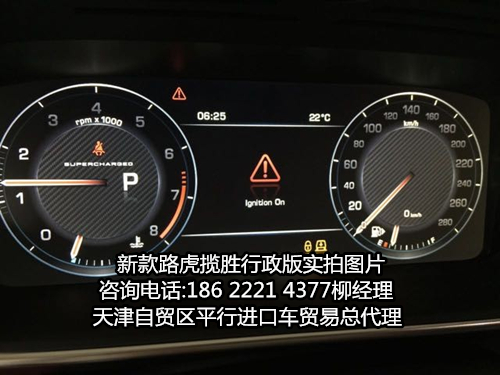 06:25
22°C
4
3
5
rpm x 1000
2
6
SUPERCHARGED
1
P
7
0
8
Ignition On
140
120
160
100
km/h
180
80
200
60
220
40
240
20
260
0 km/h
E
F
新款路虎揽胜行政版实拍图片
咨询电话:186 2221 4377柳经理
天津自贸区平行进口车贸易总代理